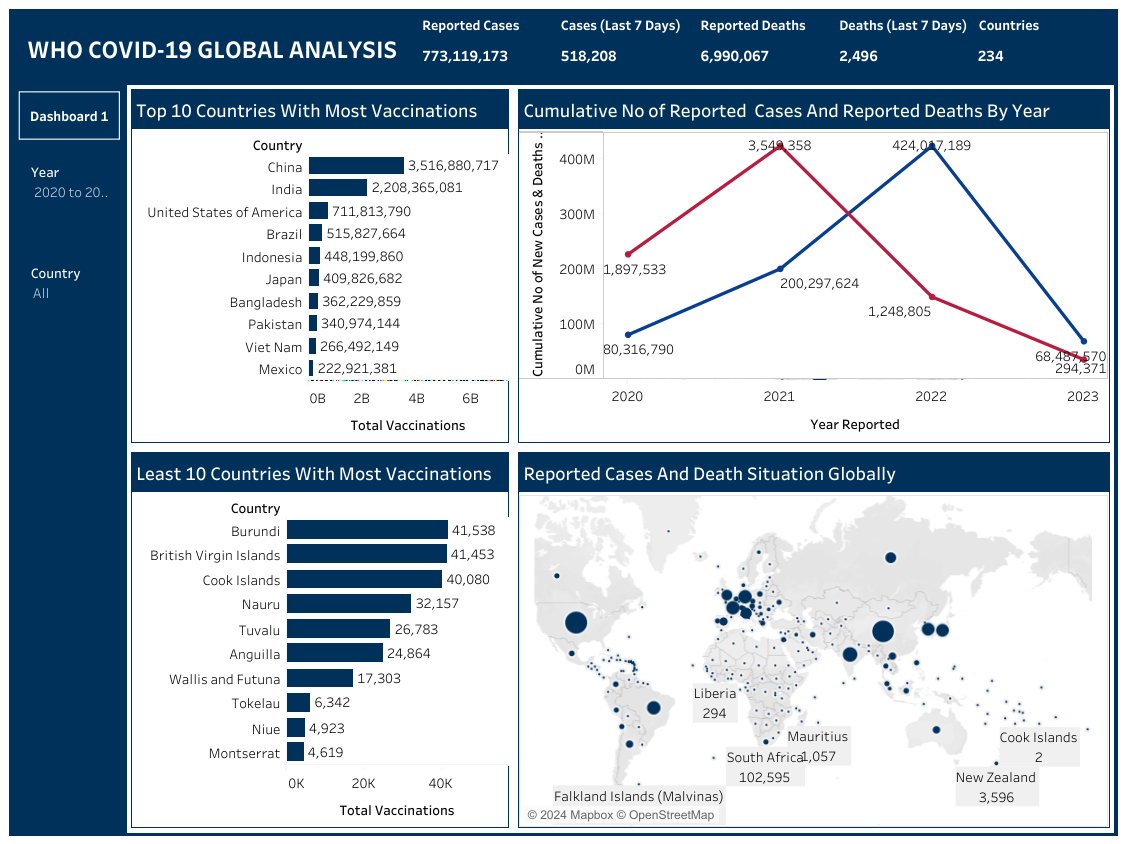 WHO COVID-19 GLOBAL ANALYSIS
Reported Cases
773,119,173
Cases (Last 7 Days)
518,208
Reported Deaths
6,990,067
Deaths (Last 7 Days)
2,496
Countries
234
Dashboard 1
Year
2020 to 20..
Country
All
Top 10 Countries With Most Vaccinations
Country
China 3,516,880,717
India 2,208,365,081
United States of America 711,813,790
Brazil 515,827,664
Indonesia 448,199,860
Japan 409,826,682
Bangladesh 362,229,859
Pakistan 340,974,144
Viet Nam 266,492,149
Mexico 222,921,381
0B 2B 4B 6B
Total Vaccinations
Cumulative No of Reported  Cases And Reported Deaths By Year
Cumulative No of New Cases & Deaths ..
400M
300M
200M
100M
0M
3,549,358
424,017,189
1,897,533
200,297,624
1,248,805
80,316,790
68,487,570
294,371
2020 2021 2022 2023
Year Reported
Least 10 Countries With Most Vaccinations
Country
Burundi 41,538
British Virgin Islands 41,453
Cook Islands 40,080
Nauru 32,157
Tuvalu 26,783
Anguilla 24,864
Wallis and Futuna 17,303
Tokelau 6,342
Niue 4,923
Montserrat 4,619
0K 20K 40K
Total Vaccinations
Reported Cases And Death Situation Globally
Liberia
294
Mauritius
1,057
South Africa
102,595
Cook Islands
2
New Zealand
3,596
Falkland Islands (Malvinas)
© 2024 Mapbox © OpenStreetMap